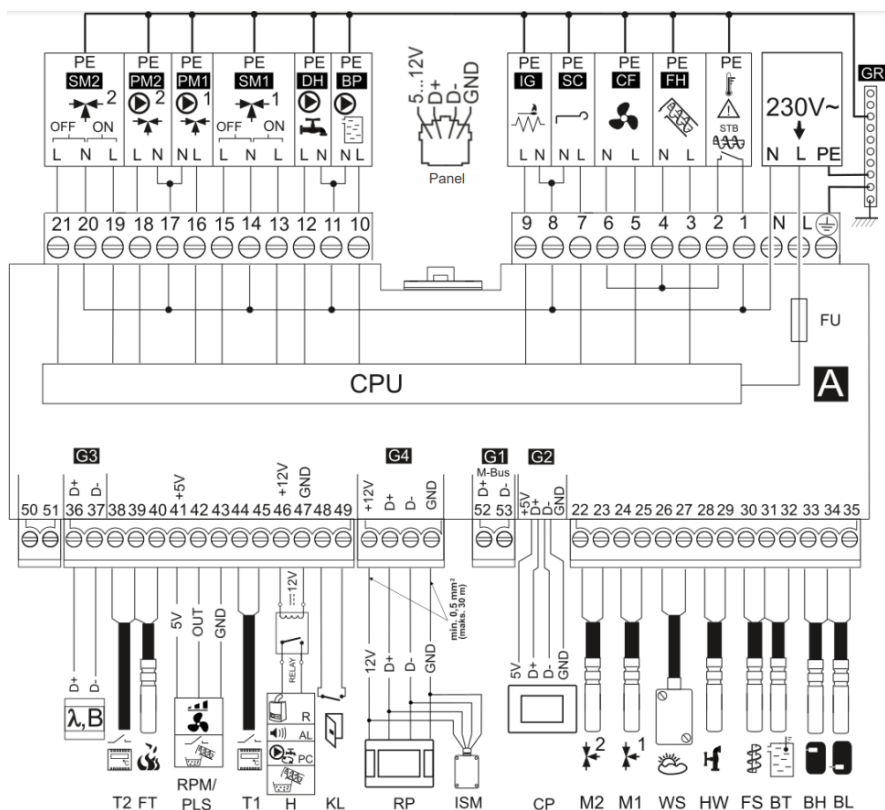 PE PE PE PE PE PE
SM2 PM2 PM1 SM1 DH BP
2 2 1 1
OFF ON OFF ON
L N L L N N L L N L L N N L
5...12V D+ D- GND
Panel
PE PE PE PE PE
IG SC CF FH
STB
L N N L N L N L
230V~
N L PE
GR
21 20 19 18 17 16 15 14 13 12 11 10
9 8 7 6 5 4 3 2 1 N L
FU
CPU
A
G3 G4 G1 G2
M-Bus
D+ D- +5V +12V GND +12V D+ D- GND D+ D- +5V D+ D- GND
50 51 36 37 38 39 40 41 42 43 44 45 46 47 48 49 52 53 22 23 24 25 26 27 28 29 30 31 32 33 34 35
12V
min. 0,5 mm²
(maks. 30 m)
5V OUT GND
RELAY
D+ D-
12V D+ D- GND
5V D+ D- GND
λ,B
R
AL
PC
2 1
T2 FT RPM/
PLS T1 H KL RP ISM CP M2 M1 WS HW FS BT BH BL